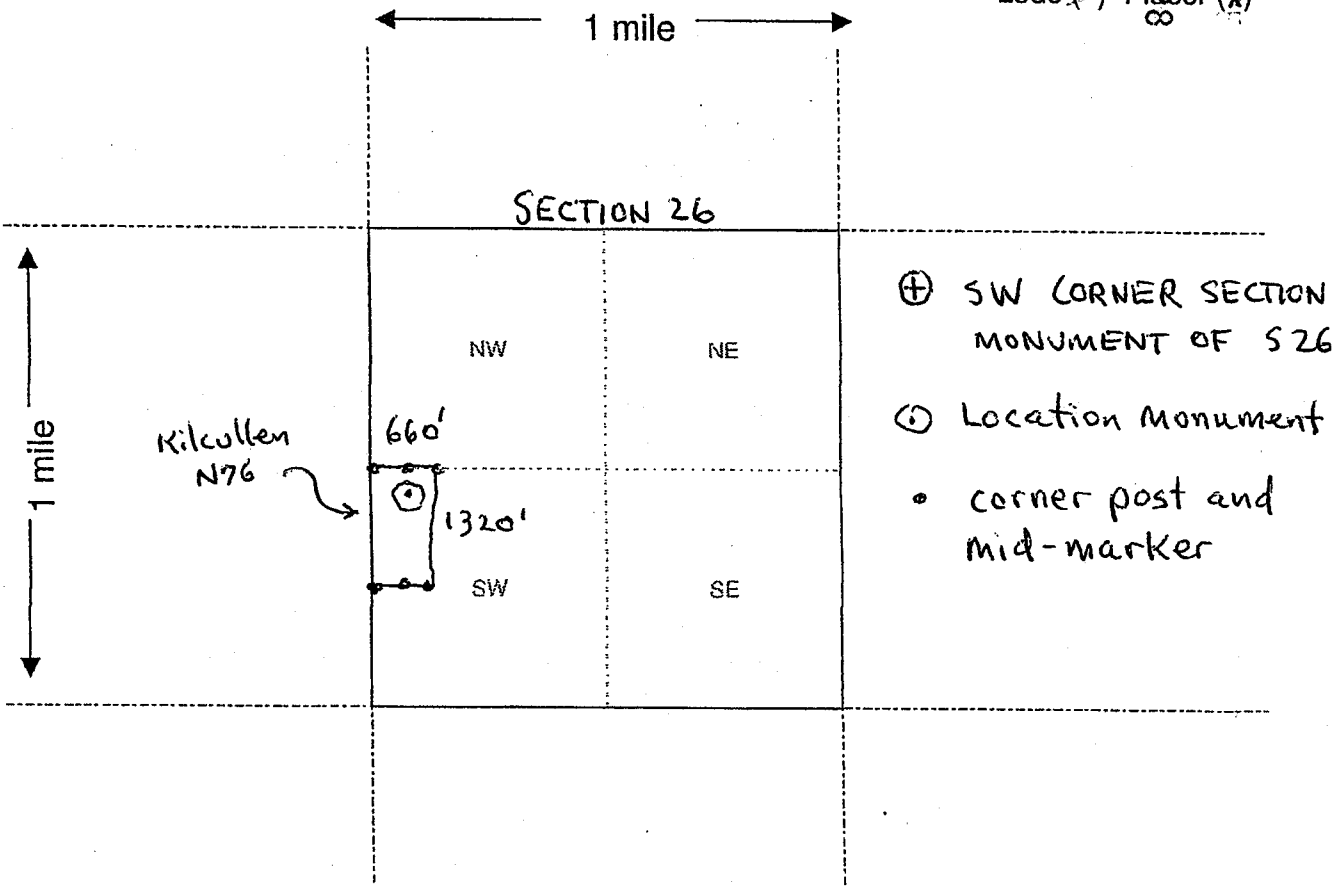 1 mile
SECTION 26
NW
NE
SW CORNER SECTION
MONUMENT OF S26
Location Monument
corner post and
mid-marker
1 mile
Kilcullen
N76
660'
1320'
SW
SE